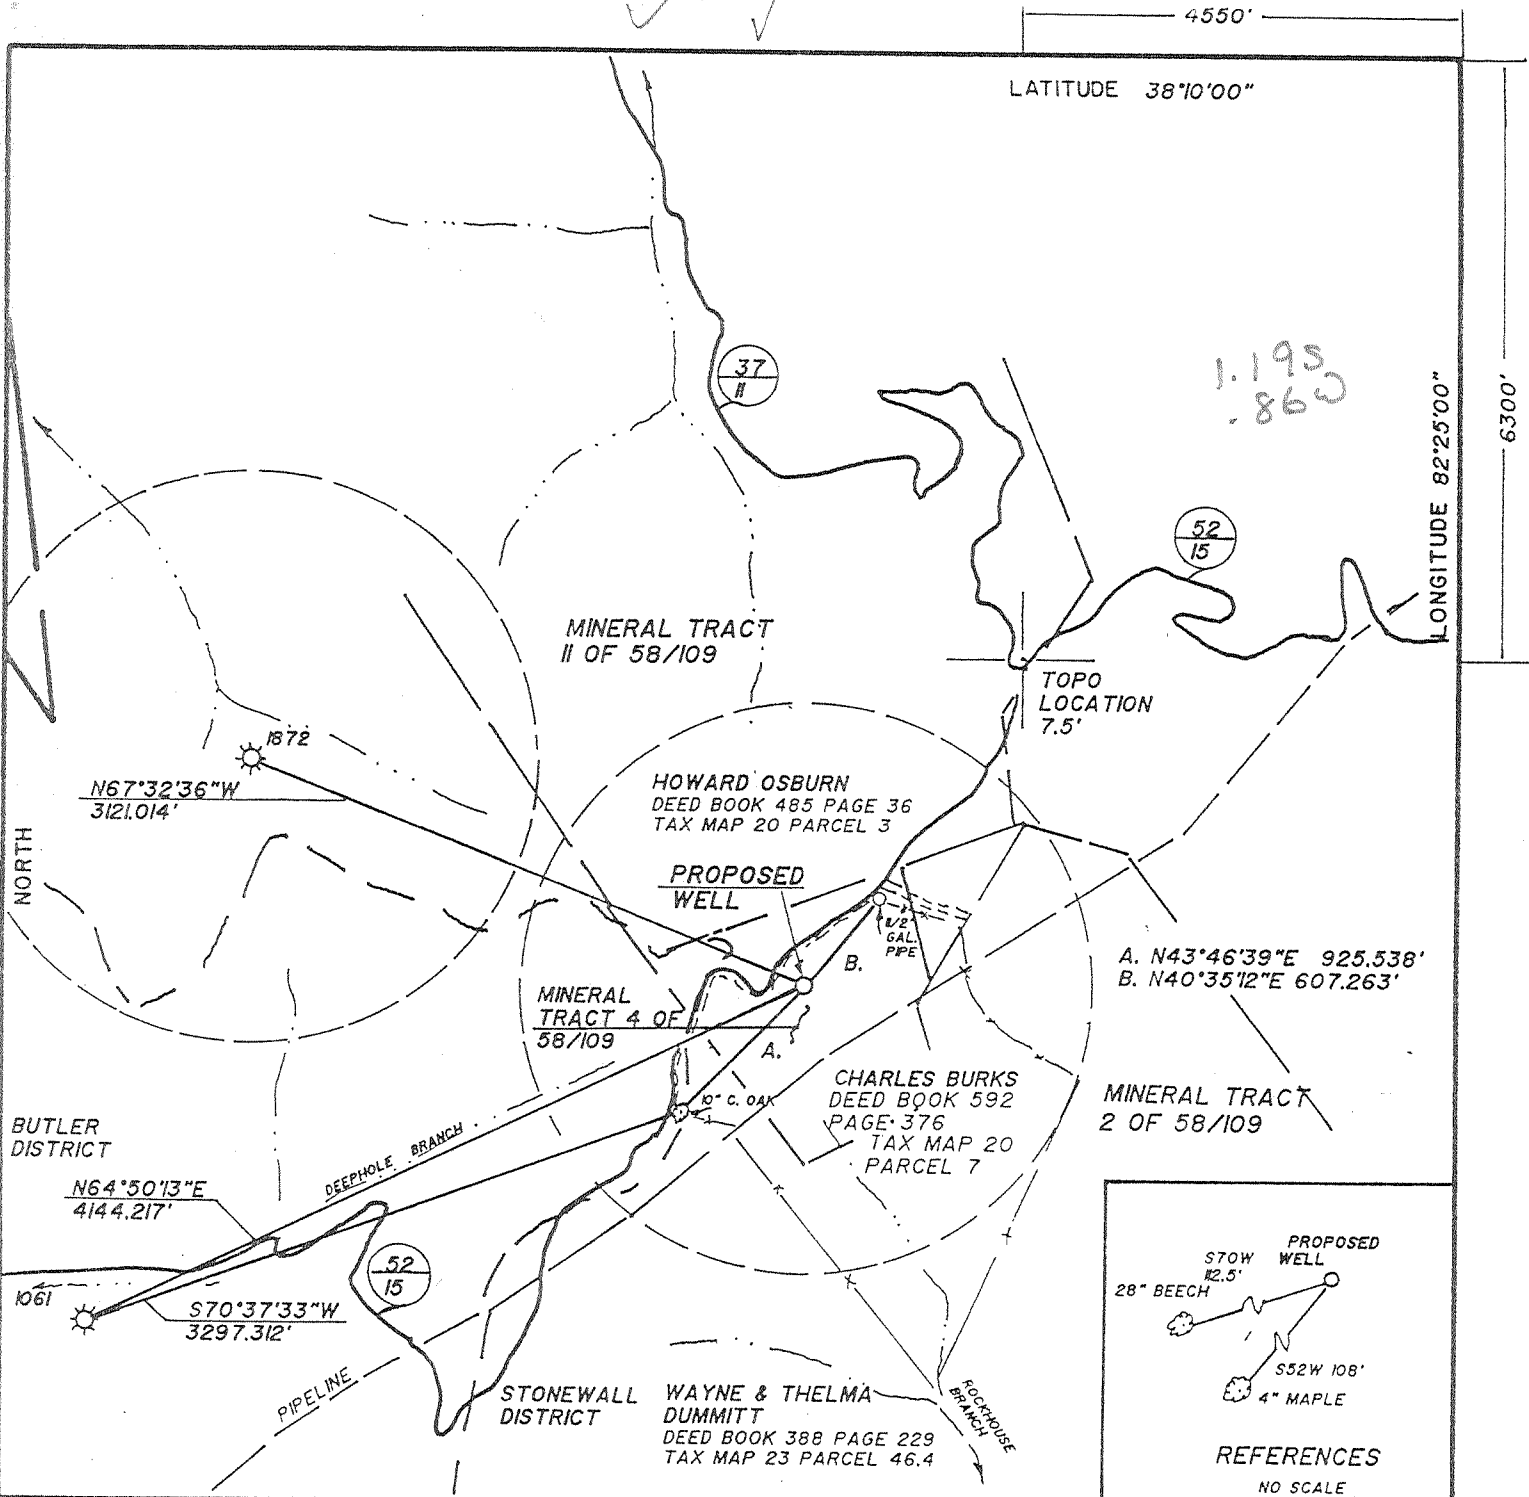 4550'
LATITUDE 38°10'00"
1.19S
.86W
LONGITUDE 82°25'00"
6300'
37
11
52
15
MINERAL TRACT
11 OF 58/109
TOPO
LOCATION
7.5'
1872
N67°32'36"W
3121.014'
HOWARD OSBURN
DEED BOOK 485 PAGE 36
TAX MAP 20 PARCEL 3
NORTH
PROPOSED
WELL
1/2"
GAL.
PIPE
B.
A. N43°46'39"E 925.538'
B. N40°35'12"E 607.263'
MINERAL
TRACT 4 OF
58/109
A.
10" C. OAK
CHARLES BURKS
DEED BOOK 592
PAGE 376
TAX MAP 20
PARCEL 7
MINERAL TRACT
2 OF 58/109
BUTLER
DISTRICT
DEEPHOLE BRANCH
N64°50'13"E
4144.217'
52
15
1061
S70°37'33"W
3297.312'
PIPELINE
STONEWALL
DISTRICT
WAYNE & THELMA
DUMMITT
DEED BOOK 388 PAGE 229
TAX MAP 23 PARCEL 46.4
ROCKHOUSE
BRANCH
PROPOSED
WELL
S70W
112.5'
28" BEECH
S52W 108'
4" MAPLE
REFERENCES
NO SCALE